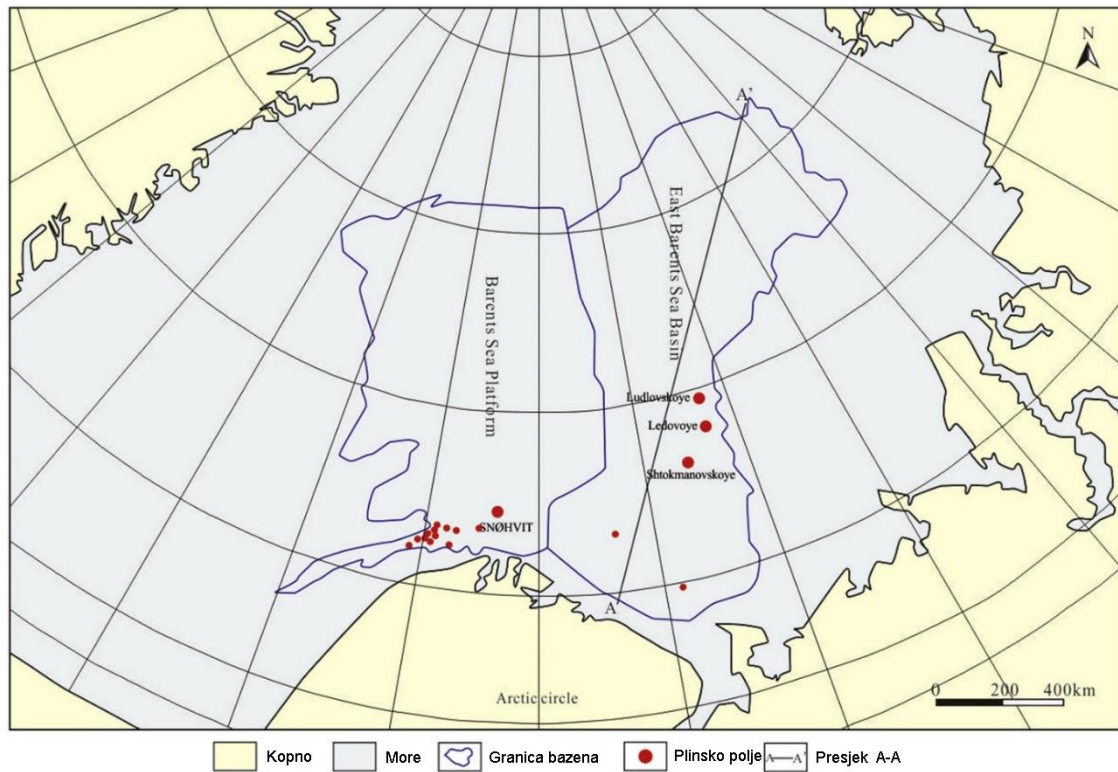 N
A'
East Barents Sea Basin
Barents Sea Platform
Ludlovskoye
Ledovoye
Shtokmanovskoye
SNØHVIT
A
Arctic circle
0 200 400km
Kopno More Granica bazena Plinsko polje A A' Presjek A-A